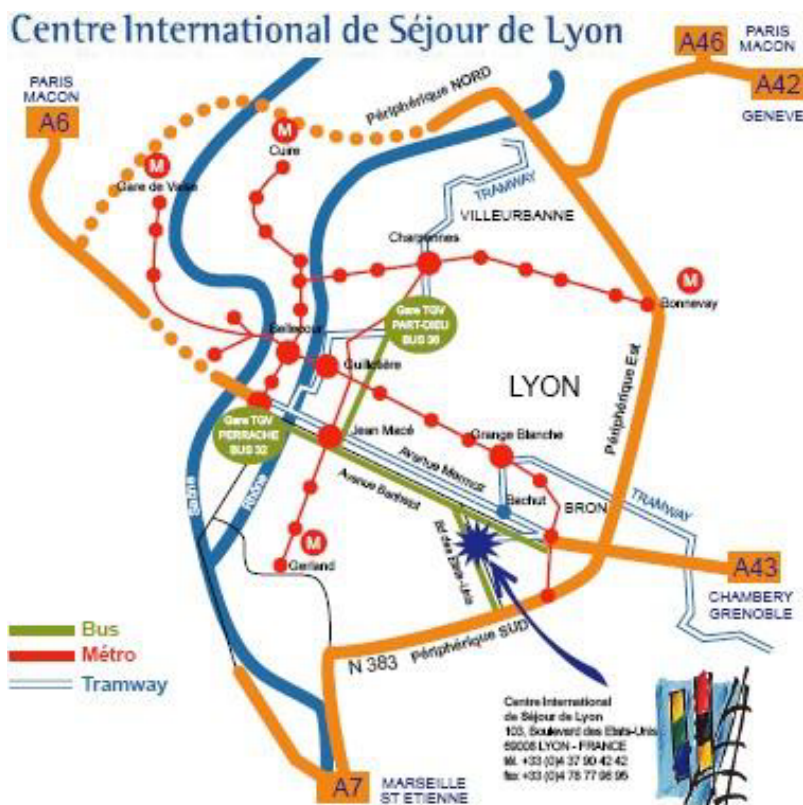 Centre International de Séjour de Lyon
A46
PARIS
MACON
A42
GENEVE
PARIS
MACON
A6
Périphérique NORD
M
Cuire
M
Gare de Vaise
TRAMWAY
VILLEURBANNE
Charpennes
M
Bonnevay
Gare TGV
PART-DIEU
BUS 36
Bellecour
Guillotière
LYON
Périphérique Est
Gare TGV
PERRACHE
BUS 32
Jean Macé
Grange Blanche
Avenue Mermoz
Avenue Berthelot
Bachut
BRON
TRAMWAY
Saône
Rhône
Bd des Etats-Unis
M
Gerland
A43
CHAMBERY
GRENOBLE
Bus
Métro
Tramway
N 383
Périphérique SUD
Centre International
de Séjour de Lyon
103, Boulevard des Etats-Unis
69008 LYON - FRANCE
tél. +33 (0)4 37 90 42 42
fax +33 (0)4 78 77 96 95
A7
MARSEILLE
ST ETIENNE